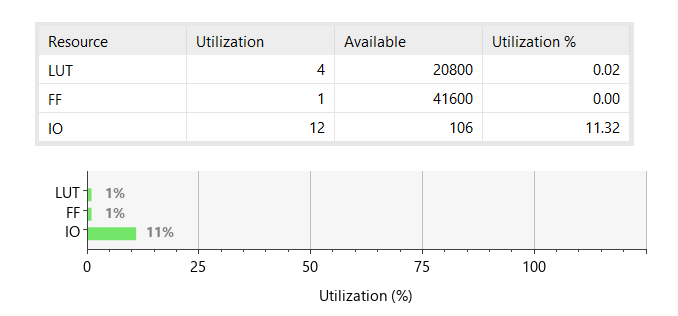 Resource Utilization Available Utilization %
LUT 4 20800 0.02
FF 1 41600 0.00
IO 12 106 11.32
LUT 1%
FF 1%
IO 11%
0 25 50 75 100
Utilization (%)